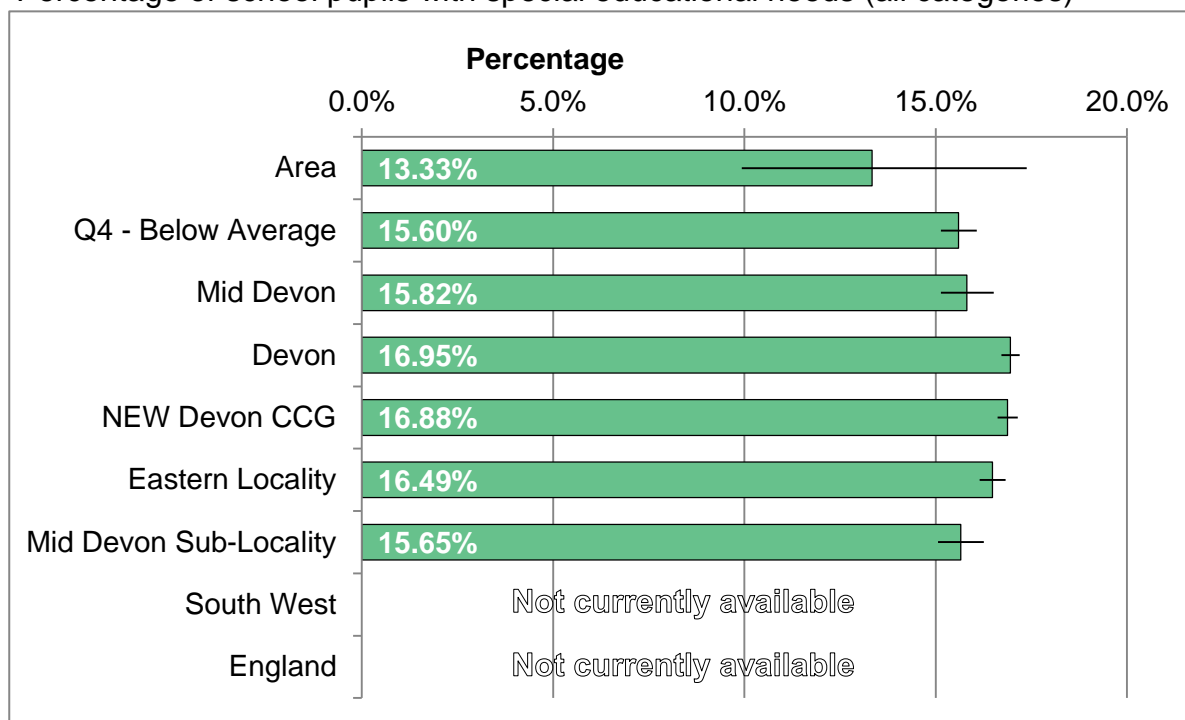 Percentage of school pupils with special educational needs (all categories)
Percentage
0.0% 5.0% 10.0% 15.0% 20.0%
Area 13.33%
Q4 - Below Average 15.60%
Mid Devon 15.82%
Devon 16.95%
NEW Devon CCG 16.88%
Eastern Locality 16.49%
Mid Devon Sub-Locality 15.65%
South West Not currently available
England Not currently available